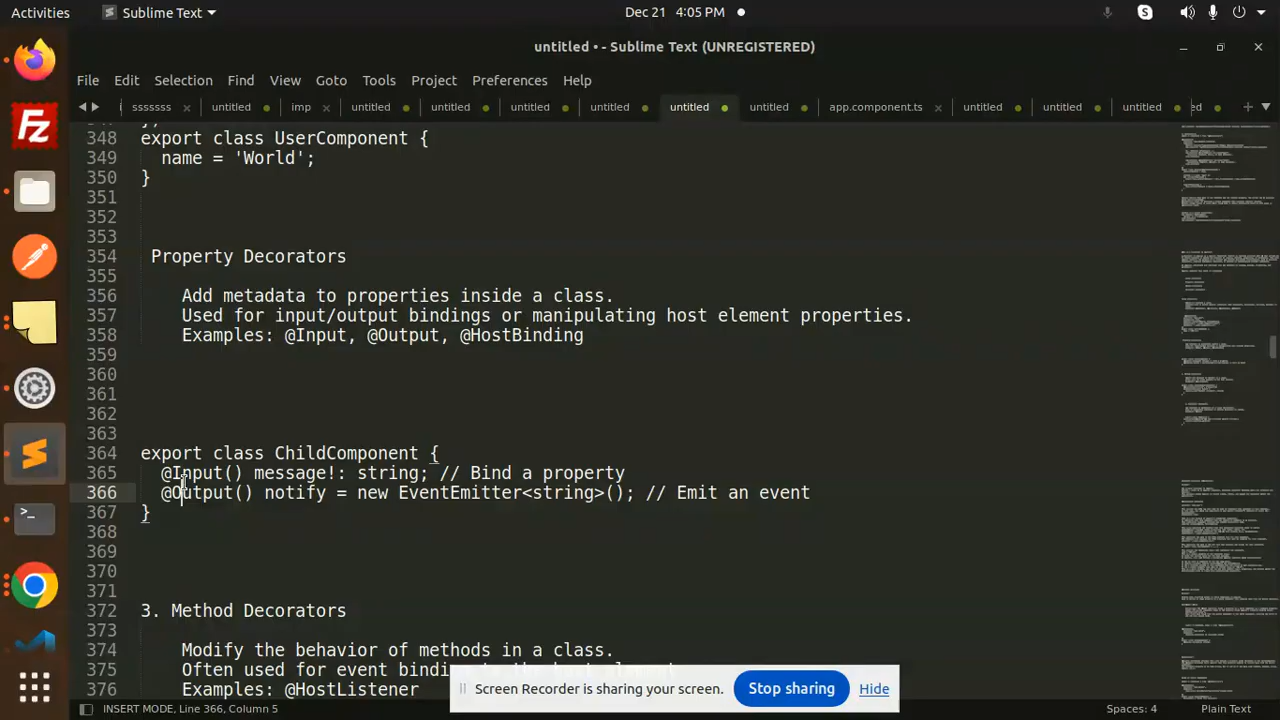 Activities
Sublime Text
Dec 21 4:05 PM
untitled • - Sublime Text (UNREGISTERED)
File Edit Selection Find View Goto Tools Project Preferences Help
sssssss untitled imp untitled untitled untitled untitled untitled untitled app.component.ts untitled untitled untitled ed
348 export class UserComponent {
349 name = 'World';
350 }
351
352
353
354 Property Decorators
355
356 Add metadata to properties inside a class.
357 Used for input/output bindings or manipulating host element properties.
358 Examples: @Input, @Output, @HostBinding
359
360
361
362
363
364 export class ChildComponent {
365 @Input() message!: string; // Bind a property
366 @Output() notify = new EventEmitter<string>(); // Emit an event
367 }
368
369
370
371
372 3. Method Decorators
373
374 Modify the behavior of methods in a class.
375 Often used for event binding
376 Examples: @HostListener
Screen Recorder is sharing your screen. Stop sharing Hide
INSERT MODE, Line 366, Column 5
Spaces: 4 Plain Text